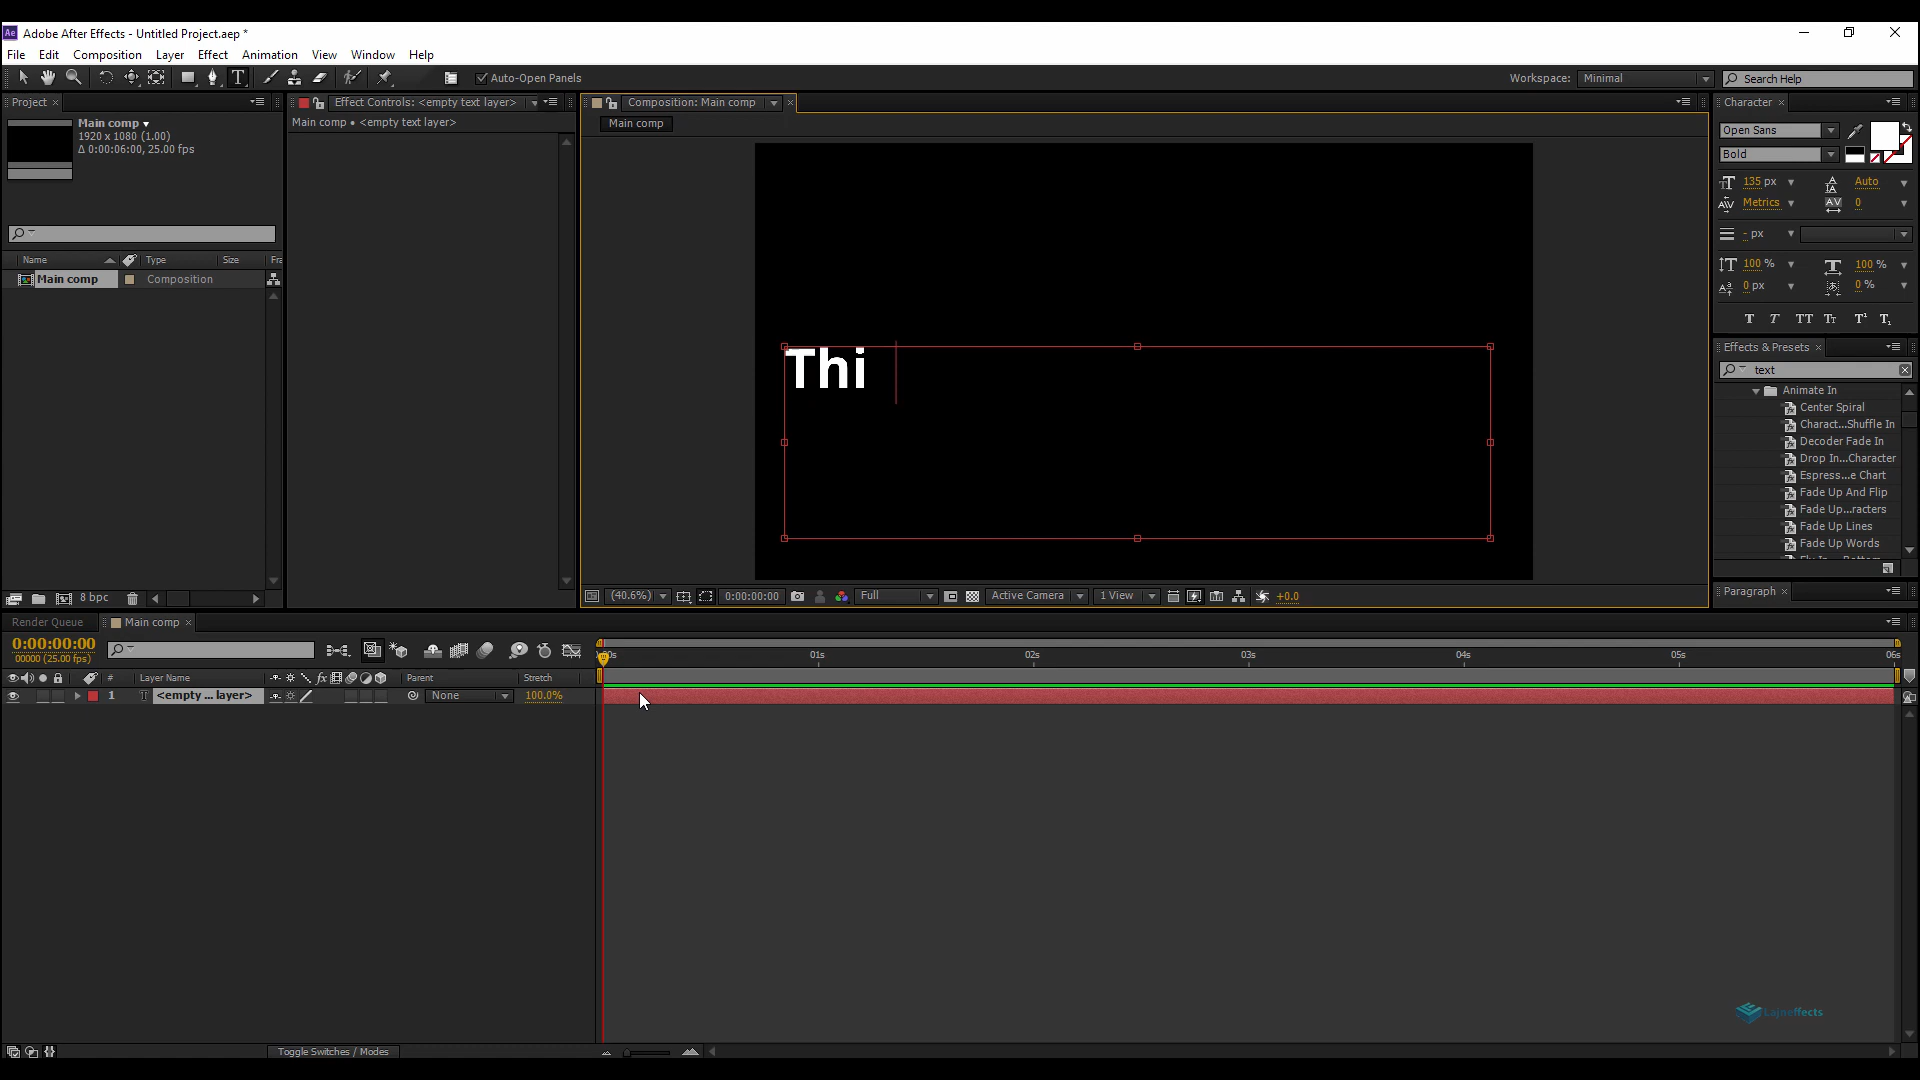 Ae Adobe After Effects - Untitled Project.aep *
File Edit Composition Layer Effect Animation View Window Help
T Auto-Open Panels Workspace: Minimal Search Help
Project
Main comp
1920 x 1080 (1.00)
Δ 0:00:06:00, 25.00 fps
Name Type Size Fra
Main comp Composition
8 bpc
Effect Controls: <empty text layer>
Main comp • <empty text layer>
Composition: Main comp
Main comp
Thi
(40.6%) 0:00:00:00 Full Active Camera 1 View +0.0
Character
Open Sans
Bold
135 px Auto
Metrics 0
- px
100 % 100 %
0 px 0 %
T T TT Tt T¹ T₁
Effects & Presets
text
Animate In
Center Spiral
Charact...Shuffle In
Decoder Fade In
Drop In...Character
Espress...e Chart
Fade Up And Flip
Fade Up...racters
Fade Up Lines
Fade Up Words
Paragraph
Render Queue Main comp
0:00:00:00
00000 (25.00 fps)
01s 02s 03s 04s 05s 06s
# Layer Name fx Parent Stretch
1 T <empty ... layer> None 100.0%
Toggle Switches / Modes
Lajneffects